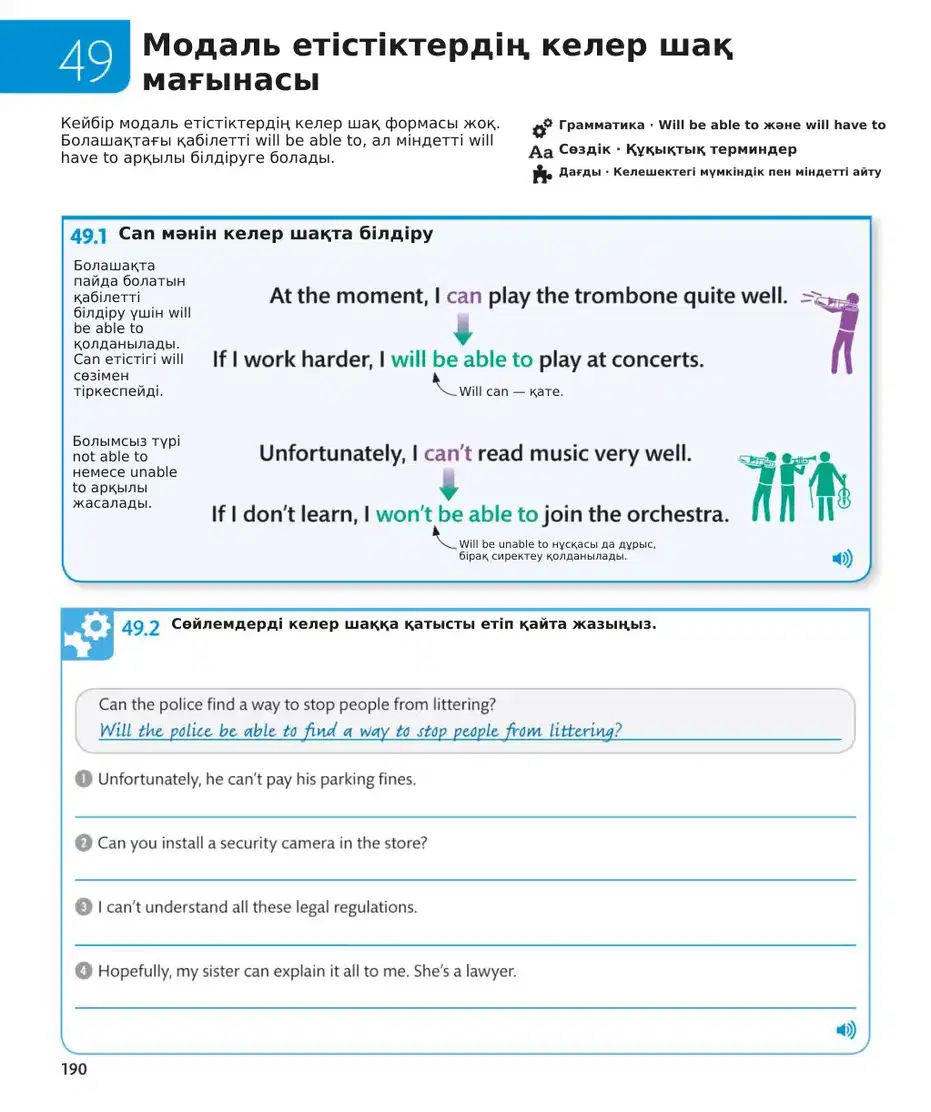 49
Модаль етістіктердің келер шақ
мағынасы
Кейбір модаль етістіктердің келер шақ формасы жоқ.
Болашақтағы қабілетті will be able to, ал міндетті will
have to арқылы білдіруге болады.
Грамматика · Will be able to және will have to
Aa Сөздік · Құқықтық терминдер
Дағды · Келешектегі мүмкіндік пен міндетті айту
49.1 Can мәнін келер шақта білдіру
Болашақта
пайда болатын
қабілетті
білдіру үшін will
be able to
қолданылады.
Can етістігі will
сөзімен
тіркеспейді.
At the moment, I can play the trombone quite well.
If I work harder, I will be able to play at concerts.
Will can — қате.
Болымсыз түрі
not able to
немесе unable
to арқылы
жасалады.
Unfortunately, I can't read music very well.
If I don't learn, I won't be able to join the orchestra.
Will be unable to нұсқасы да дұрыс,
бірақ сиректеу қолданылады.
49.2 Сөйлемдерді келер шаққа қатысты етіп қайта жазыңыз.
Can the police find a way to stop people from littering?
Will the police be able to find a way to stop people from littering?
1 Unfortunately, he can't pay his parking fines.
2 Can you install a security camera in the store?
3 I can't understand all these legal regulations.
4 Hopefully, my sister can explain it all to me. She's a lawyer.
190